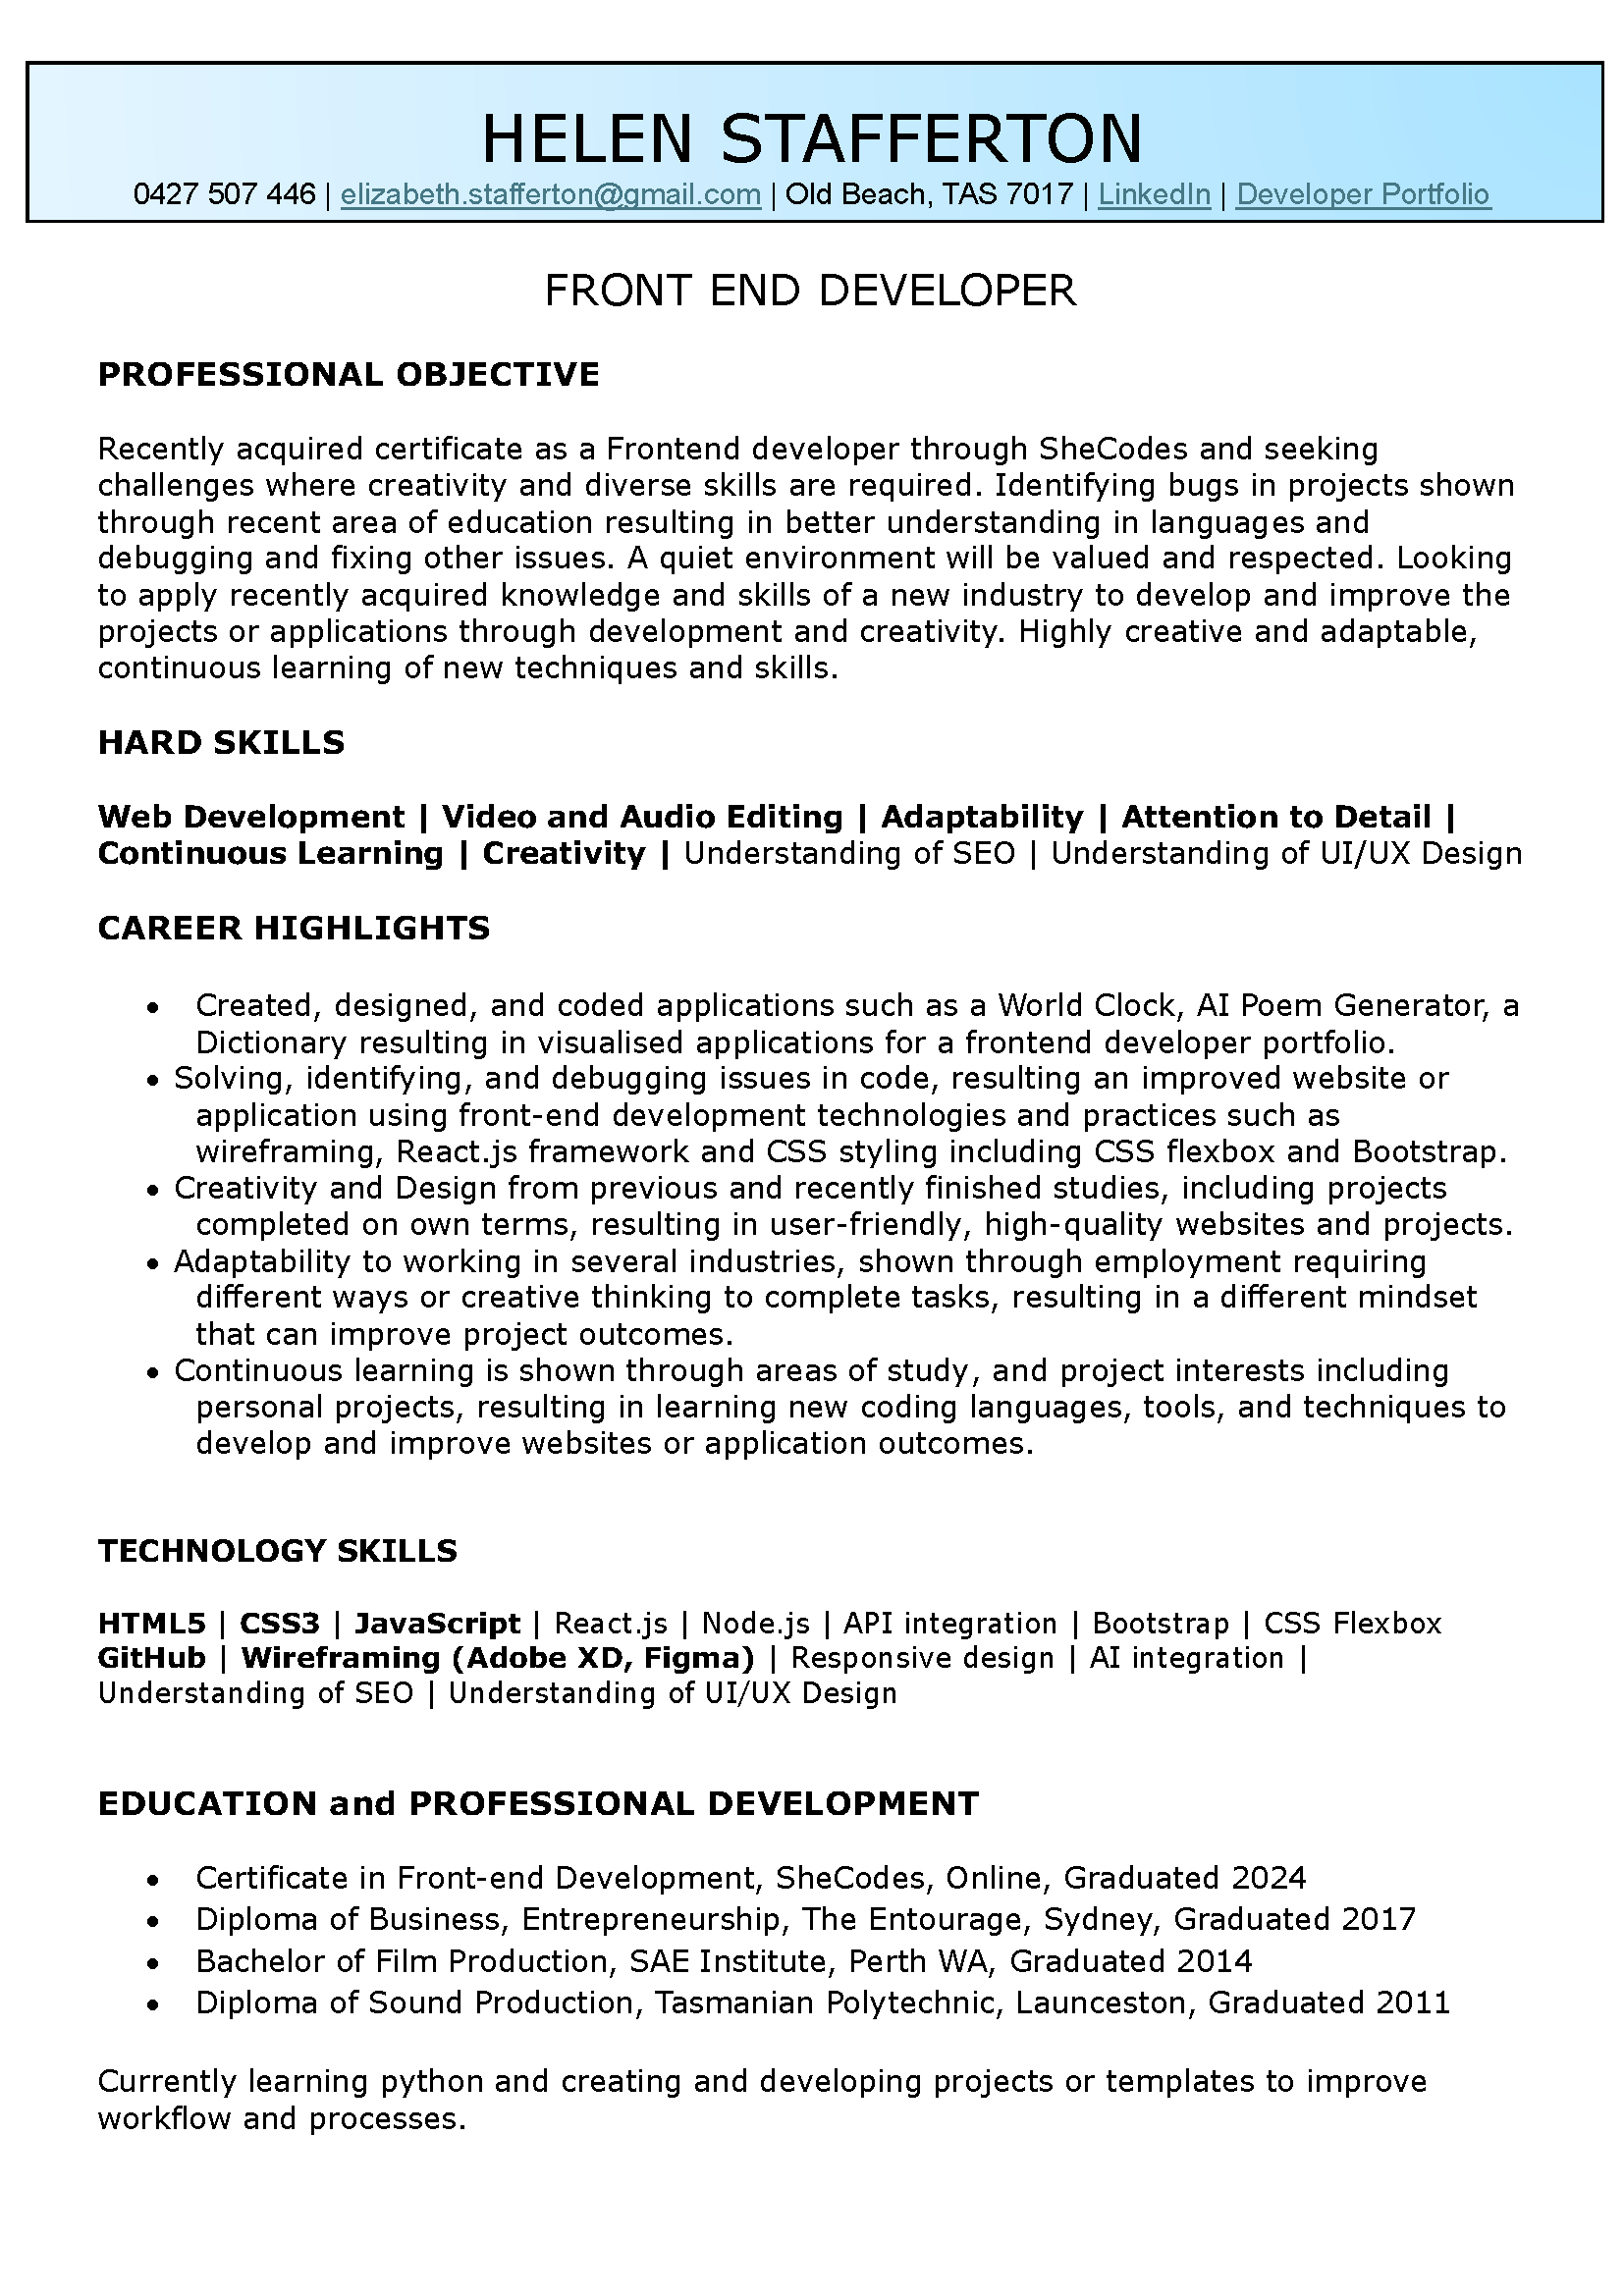 HELEN STAFFERTON
0427 507 446 | elizabeth.stafferton@gmail.com | Old Beach, TAS 7017 | LinkedIn | Developer Portfolio
FRONT END DEVELOPER
PROFESSIONAL OBJECTIVE
Recently acquired certificate as a Frontend developer through SheCodes and seeking
challenges where creativity and diverse skills are required. Identifying bugs in projects shown
through recent area of education resulting in better understanding in languages and
debugging and fixing other issues. A quiet environment will be valued and respected. Looking
to apply recently acquired knowledge and skills of a new industry to develop and improve the
projects or applications through development and creativity. Highly creative and adaptable,
continuous learning of new techniques and skills.
HARD SKILLS
Web Development | Video and Audio Editing | Adaptability | Attention to Detail |
Continuous Learning | Creativity | Understanding of SEO | Understanding of UI/UX Design
CAREER HIGHLIGHTS
• Created, designed, and coded applications such as a World Clock, AI Poem Generator, a
Dictionary resulting in visualised applications for a frontend developer portfolio.
• Solving, identifying, and debugging issues in code, resulting an improved website or
application using front-end development technologies and practices such as
wireframing, React.js framework and CSS styling including CSS flexbox and Bootstrap.
• Creativity and Design from previous and recently finished studies, including projects
completed on own terms, resulting in user-friendly, high-quality websites and projects.
• Adaptability to working in several industries, shown through employment requiring
different ways or creative thinking to complete tasks, resulting in a different mindset
that can improve project outcomes.
• Continuous learning is shown through areas of study, and project interests including
personal projects, resulting in learning new coding languages, tools, and techniques to
develop and improve websites or application outcomes.
TECHNOLOGY SKILLS
HTML5 | CSS3 | JavaScript | React.js | Node.js | API integration | Bootstrap | CSS Flexbox
GitHub | Wireframing (Adobe XD, Figma) | Responsive design | AI integration |
Understanding of SEO | Understanding of UI/UX Design
EDUCATION and PROFESSIONAL DEVELOPMENT
• Certificate in Front-end Development, SheCodes, Online, Graduated 2024
• Diploma of Business, Entrepreneurship, The Entourage, Sydney, Graduated 2017
• Bachelor of Film Production, SAE Institute, Perth WA, Graduated 2014
• Diploma of Sound Production, Tasmanian Polytechnic, Launceston, Graduated 2011
Currently learning python and creating and developing projects or templates to improve
workflow and processes.